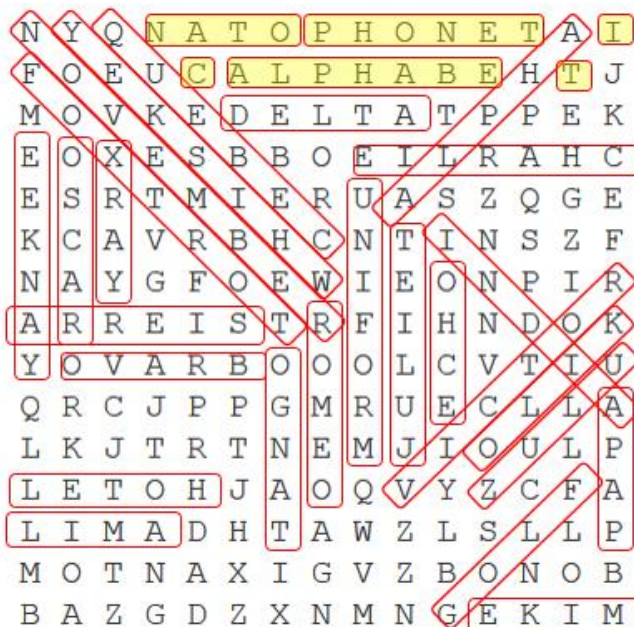 N Y Q N A T O P H O N E T A I
F O E U C A L P H A B E H T J
M O V K E D E L T A T P P E K
E O X E S B B O E I L R A H C
E S R T M I E R U A S Z Q G E
K C A V R B H C N T I N S Z F
N A Y G F O E W I E O N P I R
A R R E I S T R F I H N D O K
Y O V A R B O O O L C V T I U
Q R C J P P G M R U E C L L A
L K J T R T N E M J I O U L P
L E T O H J A O Q V Y Z C F A
L I M A D H T A W Z L S L L P
M O T N A X I G V Z B O N O B
B A Z G D Z X N M N G E K I M